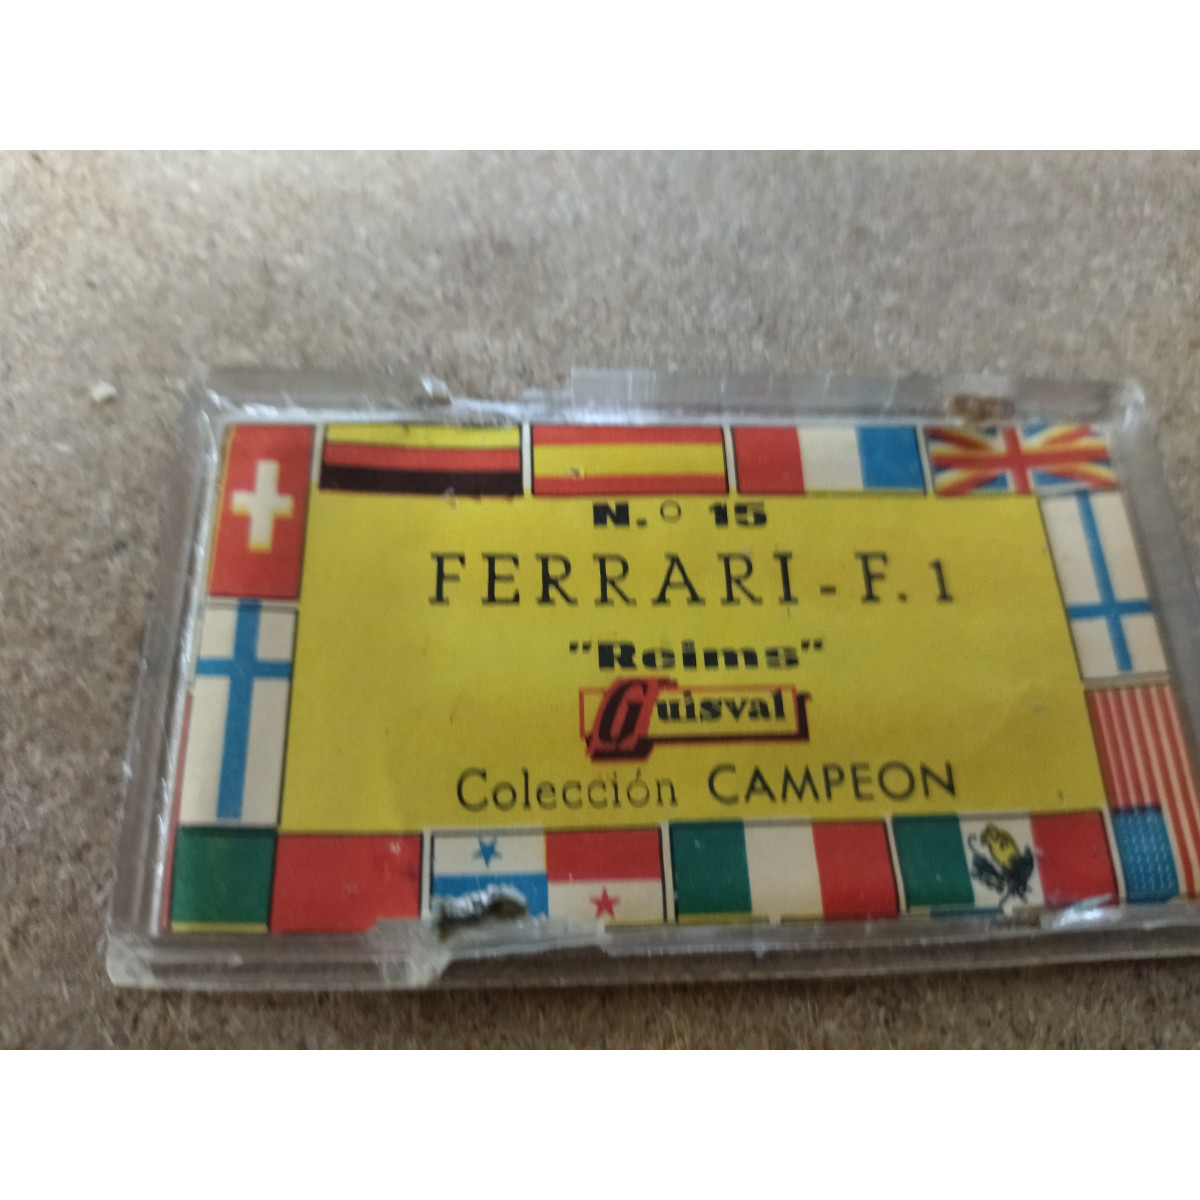 N.º 15
FERRARI - F. 1
"Reims"
Guisval
Colección CAMPEON